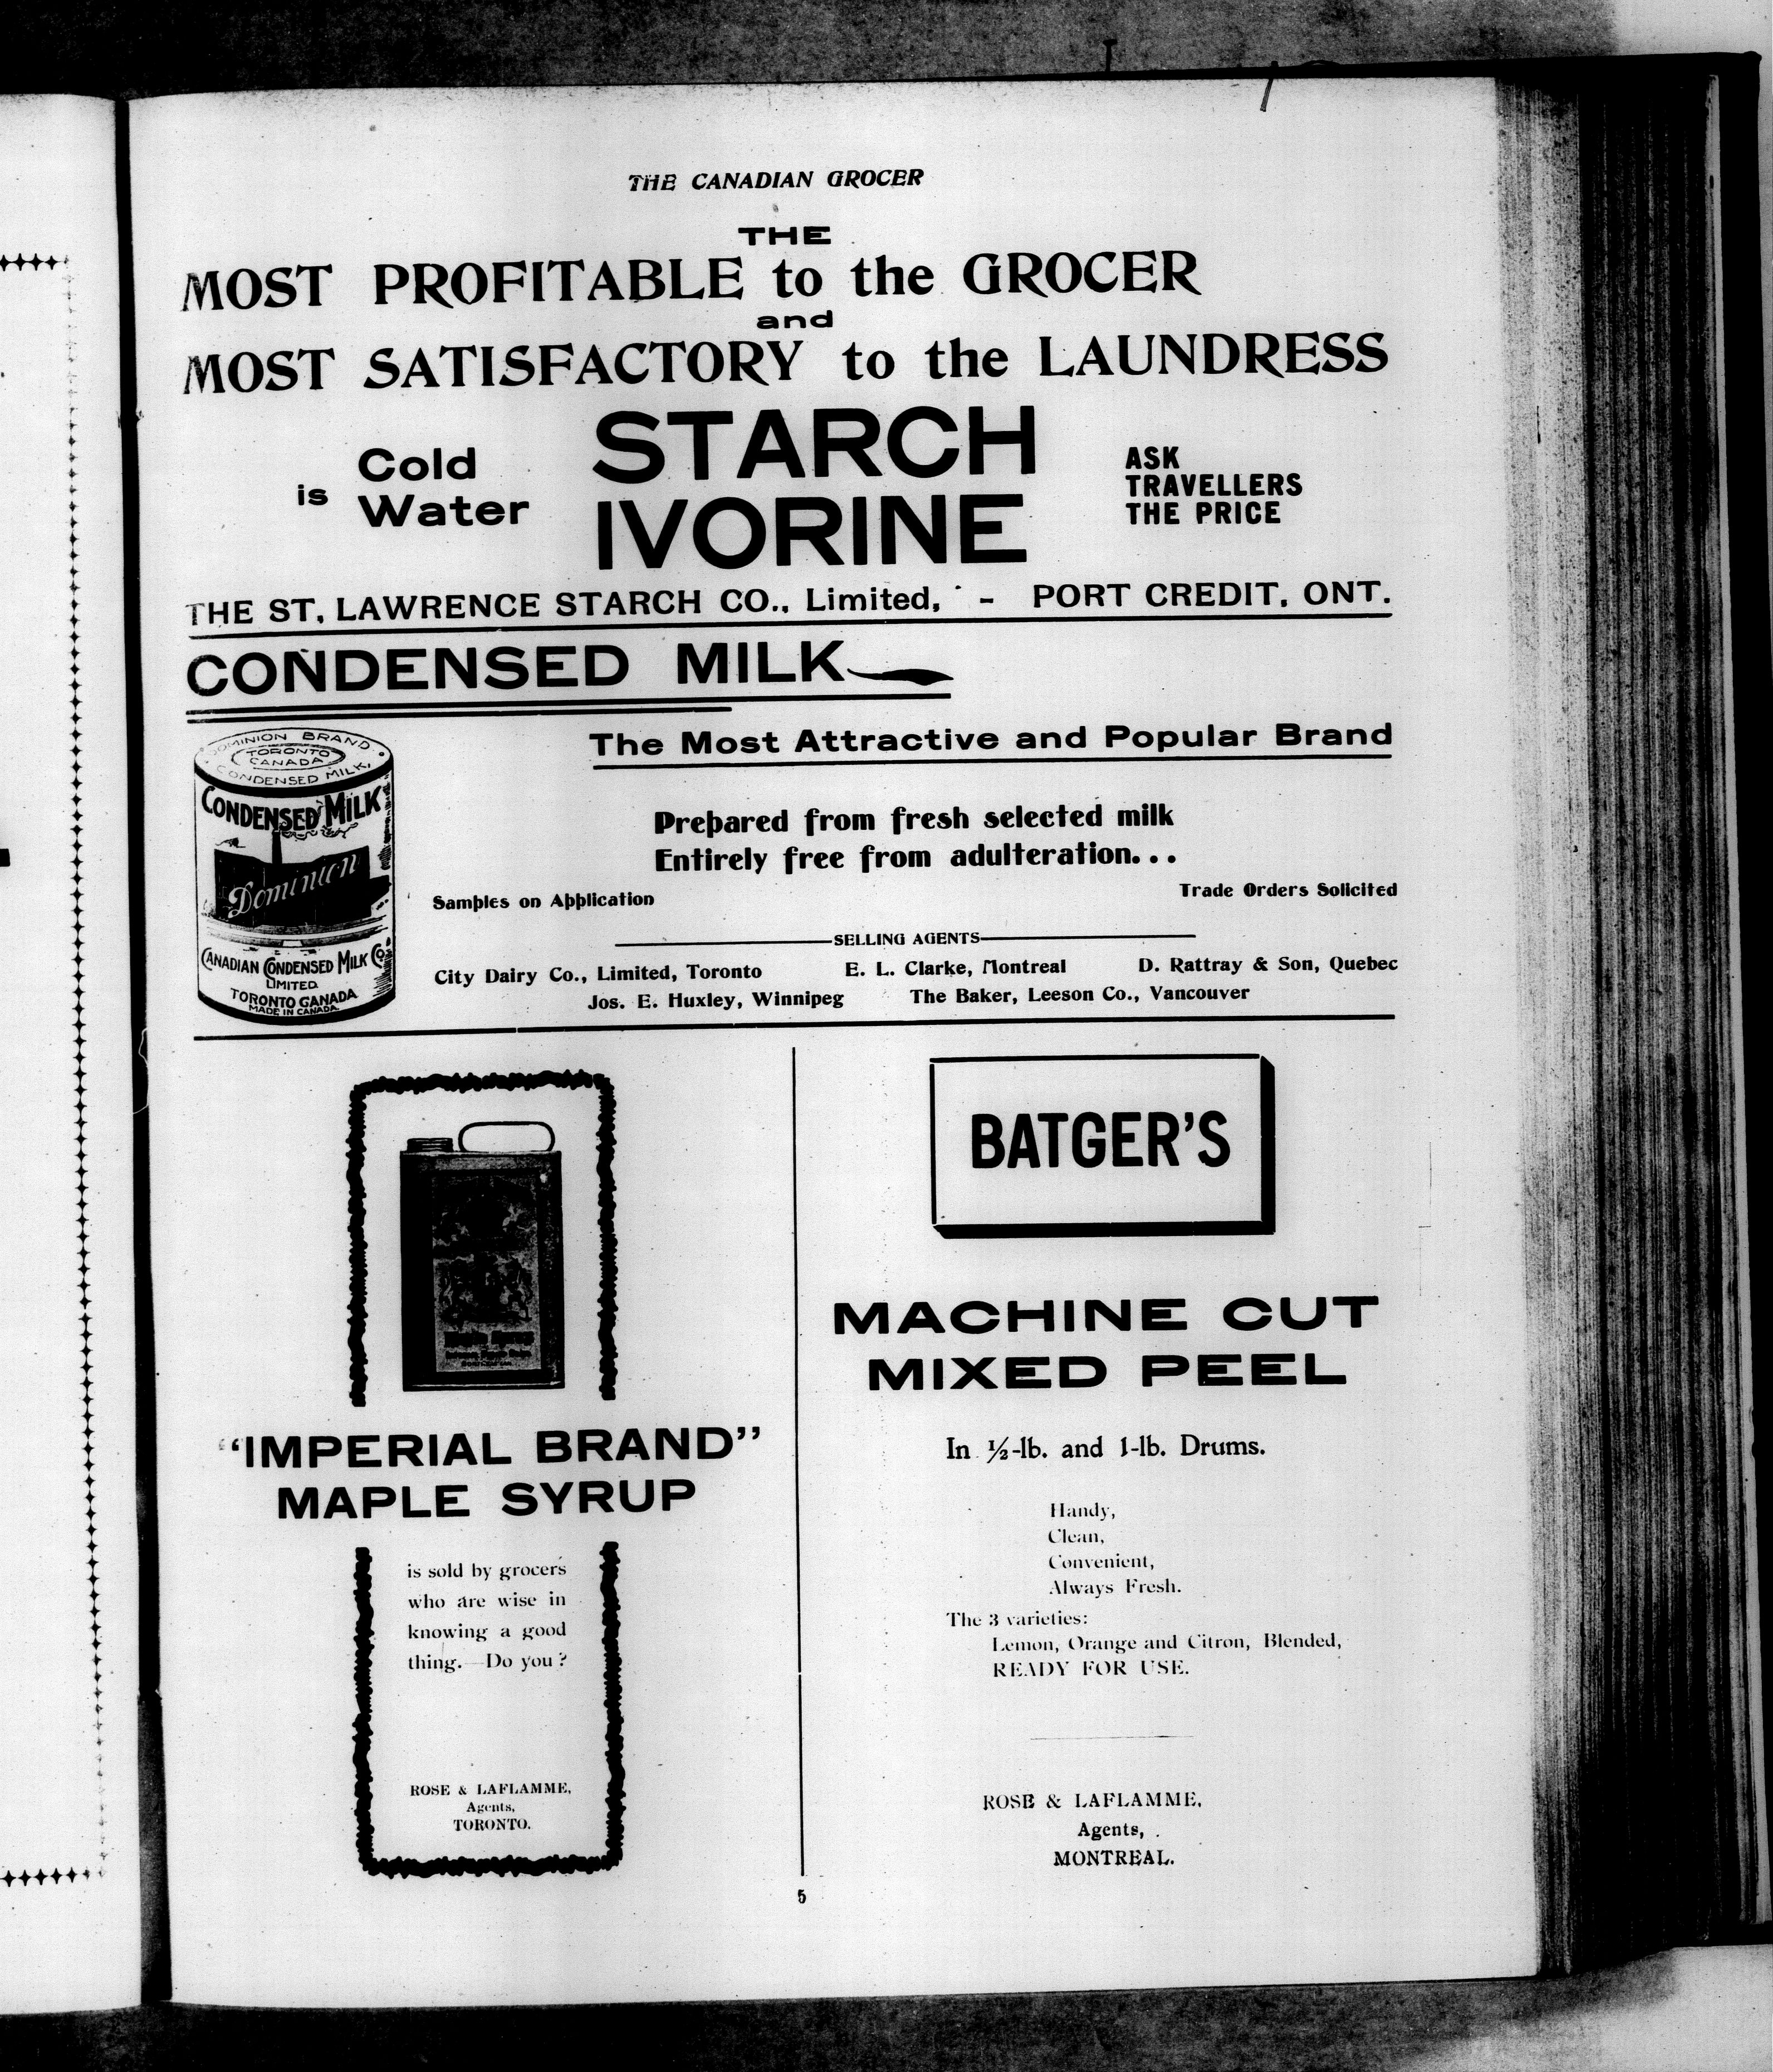 THE CANADIAN GROCER
THE
MOST PROFITABLE to the GROCER
and
MOST SATISFACTORY to the LAUNDRESS
is Cold Water
STARCH
IVORINE
ASK
TRAVELLERS
THE PRICE
THE ST. LAWRENCE STARCH CO., Limited, - PORT CREDIT, ONT.
CONDENSED MILK
DOMINION BRAND
TORONTO
CANADA
CONDENSED MILK.
CONDENSED MILK
Dominion
CANADIAN CONDENSED MILK CO.
LIMITED
TORONTO CANADA
MADE IN CANADA
The Most Attractive and Popular Brand
Prepared from fresh selected milk
Entirely free from adulteration...
Samples on Application
Trade Orders Solicited
SELLING AGENTS
City Dairy Co., Limited, Toronto E. L. Clarke, Montreal D. Rattray & Son, Quebec
Jos. E. Huxley, Winnipeg The Baker, Leeson Co., Vancouver
"IMPERIAL BRAND"
MAPLE SYRUP
is sold by grocers
who are wise in
knowing a good
thing. Do you?
ROSE & LAFLAMME,
Agents,
TORONTO.
BATGER'S
MACHINE CUT
MIXED PEEL
In ½-lb. and 1-lb. Drums.
Handy,
Clean,
Convenient,
Always Fresh.
The 3 varieties:
Lemon, Orange and Citron, Blended,
READY FOR USE.
ROSE & LAFLAMME,
Agents,
MONTREAL.
5